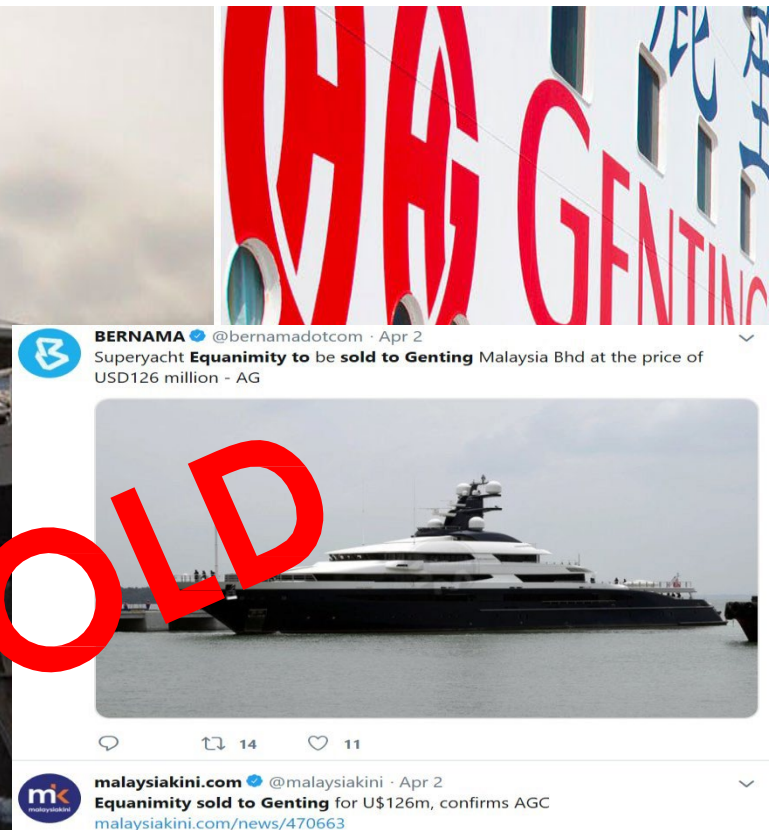 GENTING
BERNAMA @bernamadotcom · Apr 2
Superyacht Equanimity to be sold to Genting Malaysia Bhd at the price of
USD126 million - AG
OLD
14 11
mk
malaysiakini
malaysiakini.com @malaysiakini · Apr 2
Equanimity sold to Genting for U$126m, confirms AGC
malaysiakini.com/news/470663